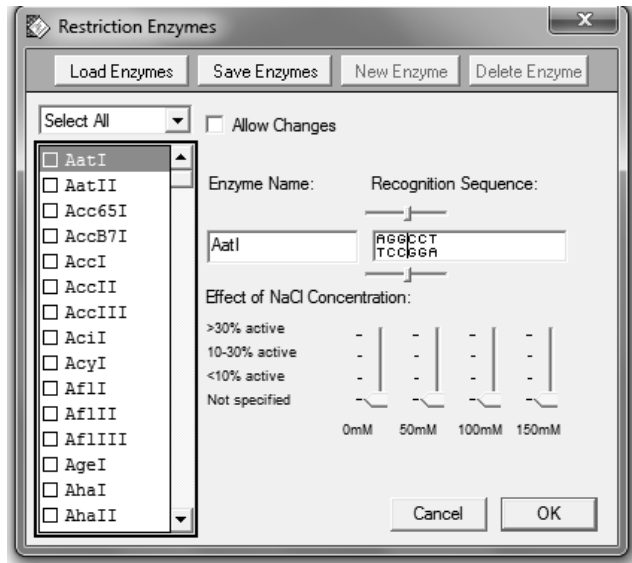 Restriction Enzymes
Load Enzymes Save Enzymes New Enzyme Delete Enzyme
Select All Allow Changes
AatI
AatII
Acc65I
AccB7I
AccI
AccII
AccIII
AciI
AcyI
AflI
AflII
AflIII
AgeI
AhaI
AhaII
Enzyme Name: Recognition Sequence:
AatI AGGCCT
TCCGGA
Effect of NaCl Concentration:
>30% active
10-30% active
<10% active
Not specified
0mM 50mM 100mM 150mM
Cancel OK